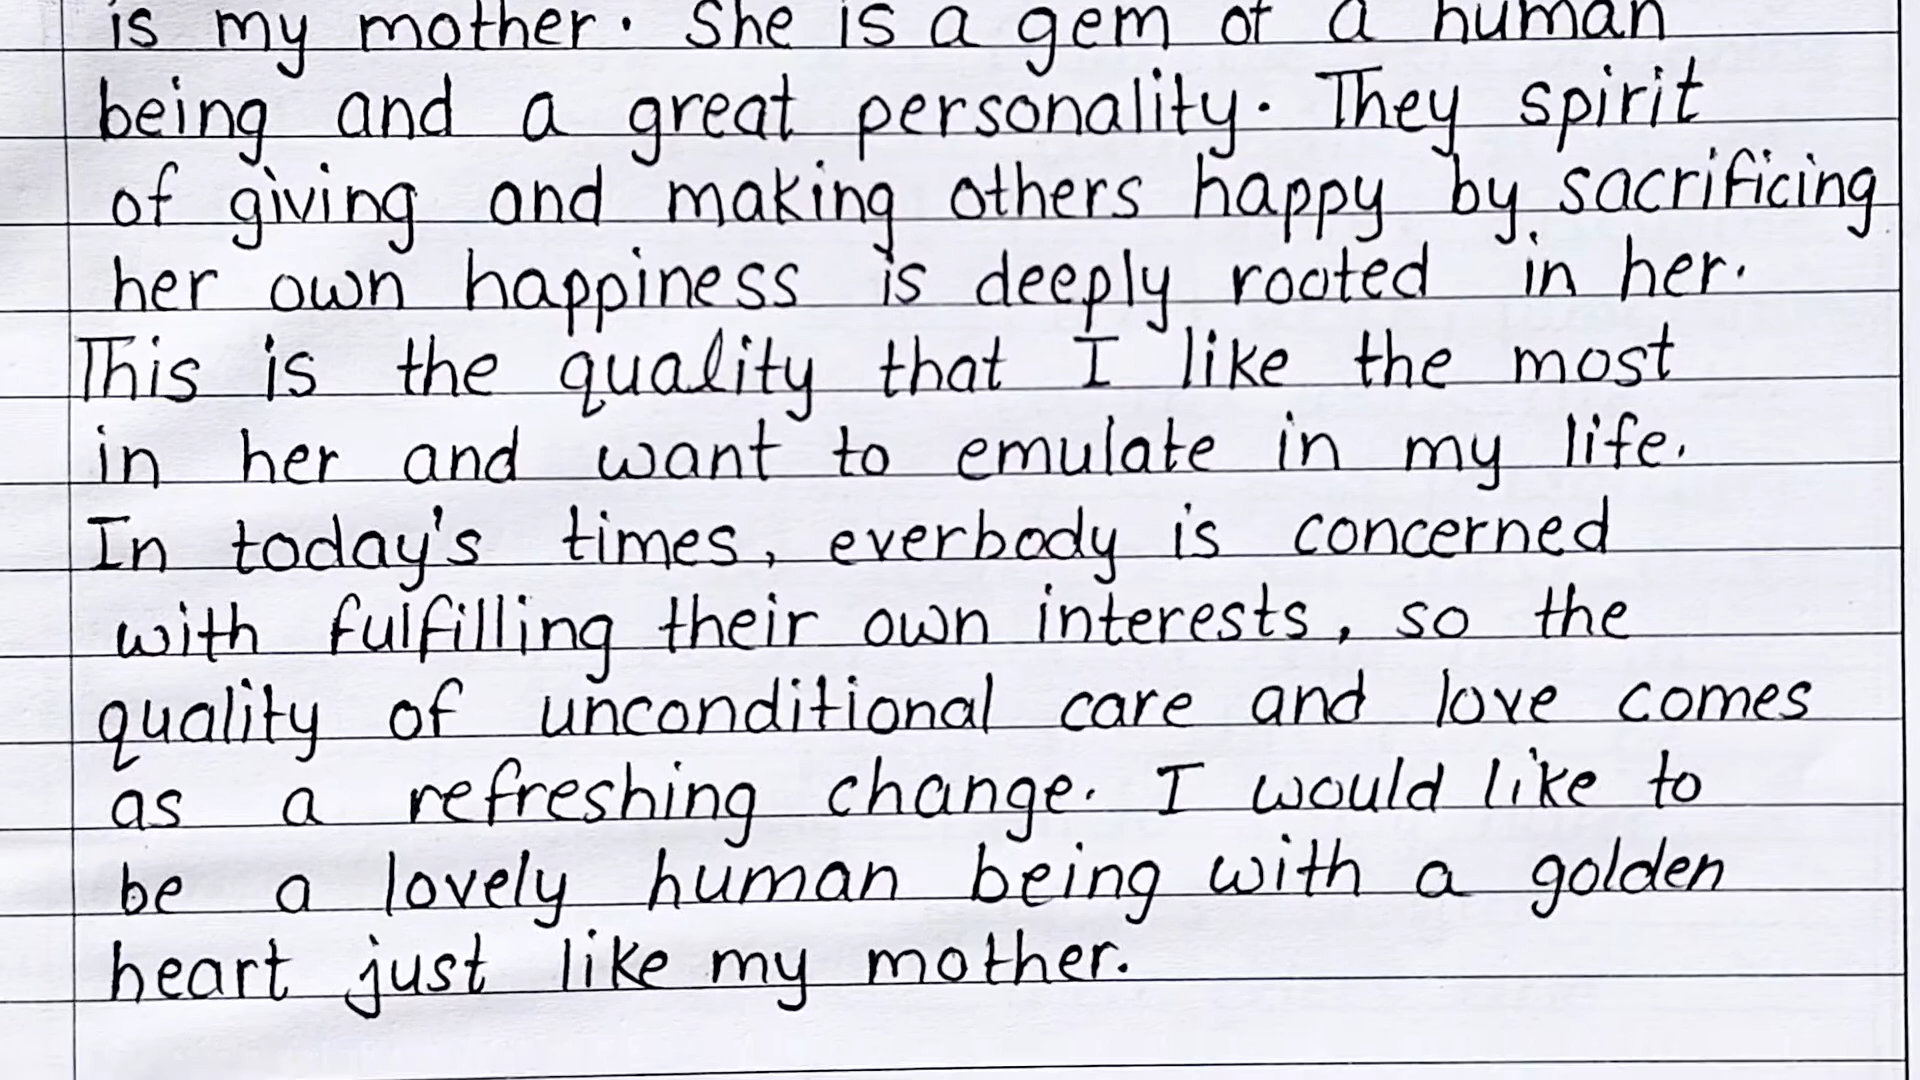 is my mother. She is a gem of a human
being and a great personality. They spirit
of giving and making others happy by sacrificing
her own happiness is deeply rooted in her.
This is the quality that I like the most
in her and want to emulate in my life.
In today's times, everbody is concerned
with fulfilling their own interests, so the
quality of unconditional care and love comes
as a refreshing change. I would like to
be a lovely human being with a golden
heart just like my mother.